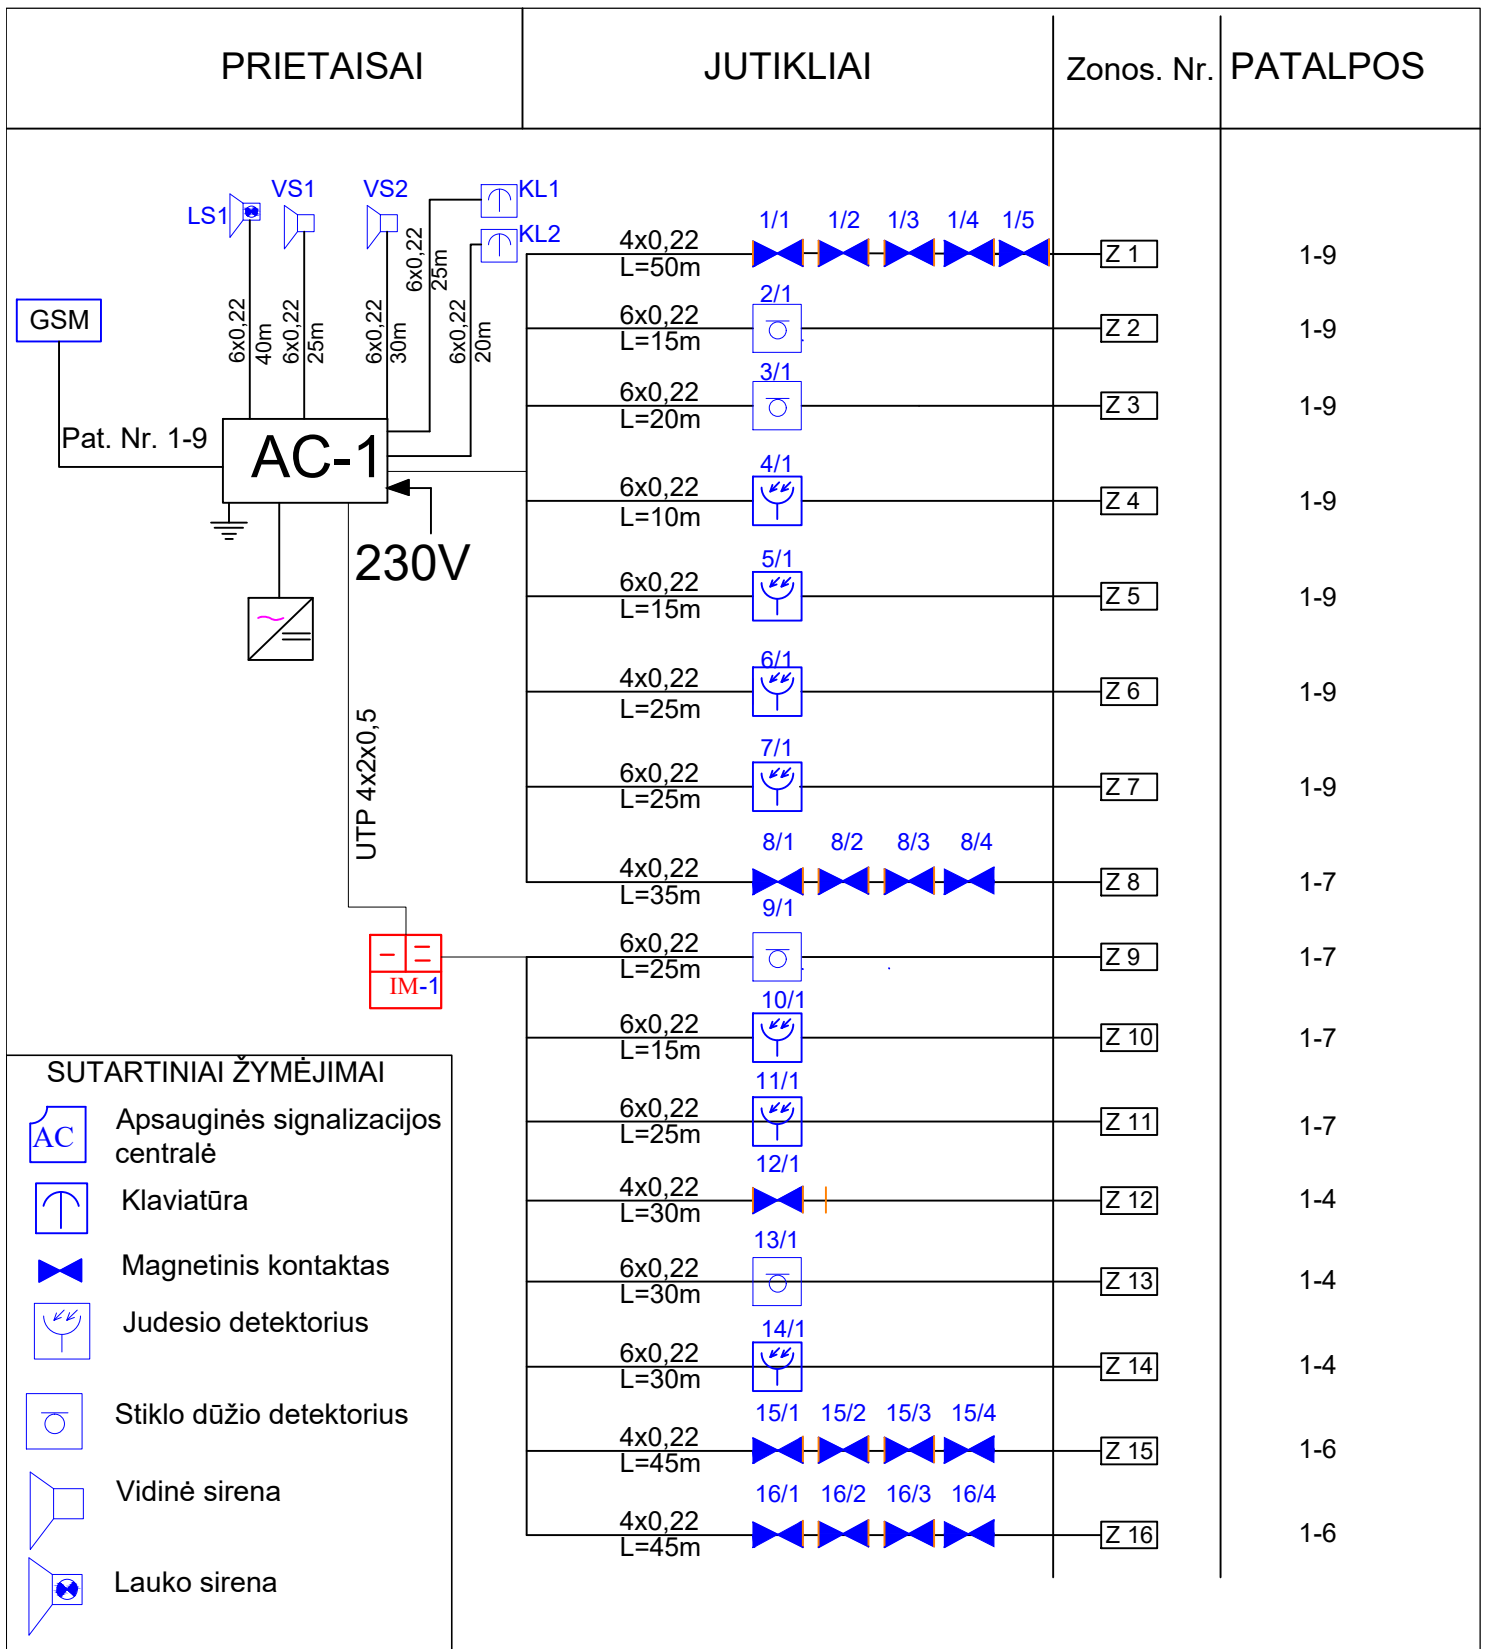 PRIETAISAI JUTIKLIAI Zonos. Nr. PATALPOS
LS1 VS1 VS2 KL1
KL2
6x0,22 40m
6x0,22 25m
6x0,22 30m
6x0,22 25m
6x0,22 20m
GSM
Pat. Nr. 1-9
AC-1
230V
UTP 4x2x0,5
IM-1
1/1 1/2 1/3 1/4 1/5
4x0,22 Z 1 1-9
L=50m
2/1
6x0,22 Z 2 1-9
L=15m
3/1
6x0,22 Z 3 1-9
L=20m
4/1
6x0,22 Z 4 1-9
L=10m
5/1
6x0,22 Z 5 1-9
L=15m
6/1
4x0,22 Z 6 1-9
L=25m
7/1
6x0,22 Z 7 1-9
L=25m
8/1 8/2 8/3 8/4
4x0,22 Z 8 1-7
L=35m
9/1
6x0,22 Z 9 1-7
L=25m
10/1
6x0,22 Z 10 1-7
L=15m
11/1
6x0,22 Z 11 1-7
L=25m
12/1
4x0,22 Z 12 1-4
L=30m
13/1
6x0,22 Z 13 1-4
L=30m
14/1
6x0,22 Z 14 1-4
L=30m
15/1 15/2 15/3 15/4
4x0,22 Z 15 1-6
L=45m
16/1 16/2 16/3 16/4
4x0,22 Z 16 1-6
L=45m
SUTARTINIAI ŽYMĖJIMAI
AC Apsauginės signalizacijos
centralė
Klaviatūra
Magnetinis kontaktas
Judesio detektorius
Stiklo dūžio detektorius
Vidinė sirena
Lauko sirena